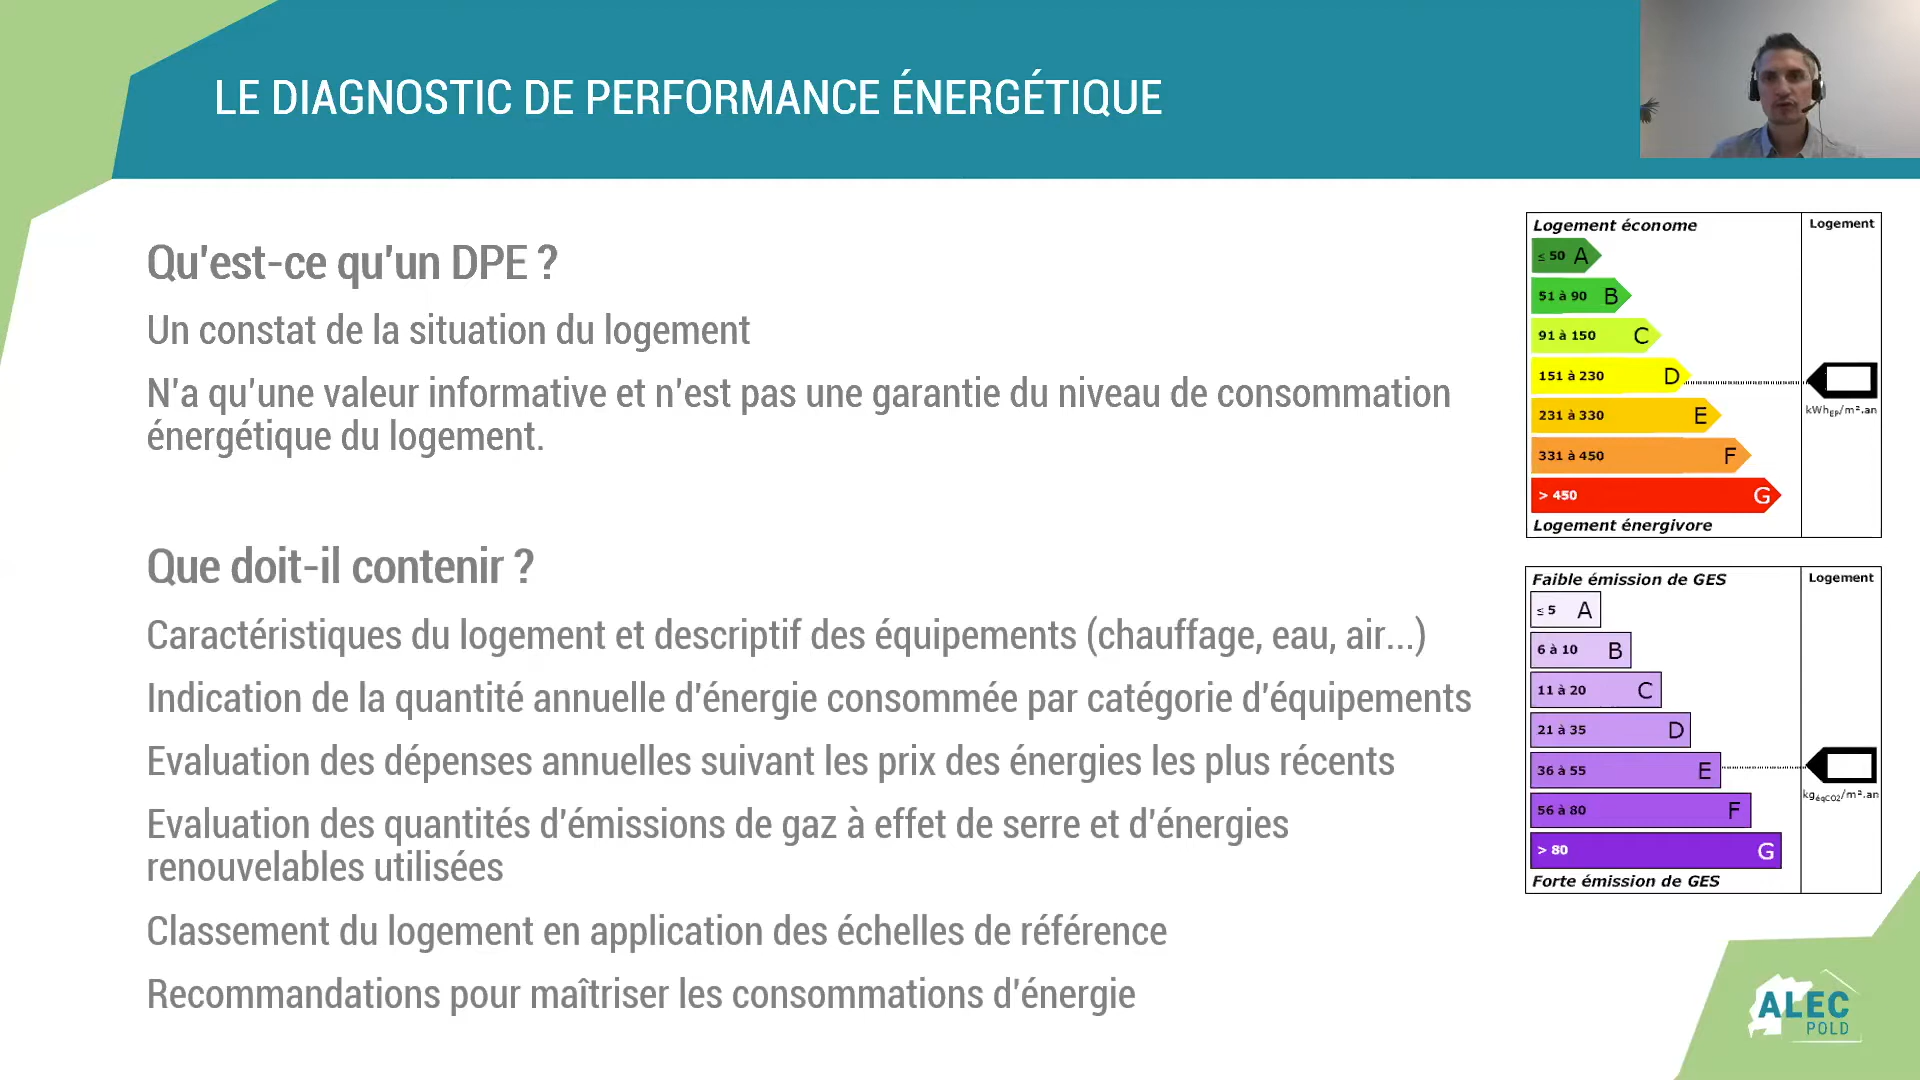 LE DIAGNOSTIC DE PERFORMANCE ÉNERGÉTIQUE
Qu'est-ce qu'un DPE ?
Un constat de la situation du logement
N'a qu'une valeur informative et n'est pas une garantie du niveau de consommation
énergétique du logement.
Que doit-il contenir ?
Caractéristiques du logement et descriptif des équipements (chauffage, eau, air...)
Indication de la quantité annuelle d'énergie consommée par catégorie d'équipements
Evaluation des dépenses annuelles suivant les prix des énergies les plus récents
Evaluation des quantités d'émissions de gaz à effet de serre et d'énergies
renouvelables utilisées
Classement du logement en application des échelles de référence
Recommandations pour maîtriser les consommations d'énergie
Logement économe
Logement
≤ 50 A
51 à 90 B
91 à 150 C
151 à 230 D
kWhEP/m².an
231 à 330 E
331 à 450 F
> 450 G
Logement énergivore
Faible émission de GES
Logement
≤ 5 A
6 à 10 B
11 à 20 C
21 à 35 D
36 à 55 E
kgéqCO2/m².an
56 à 80 F
> 80 G
Forte émission de GES
ALEC
POLD